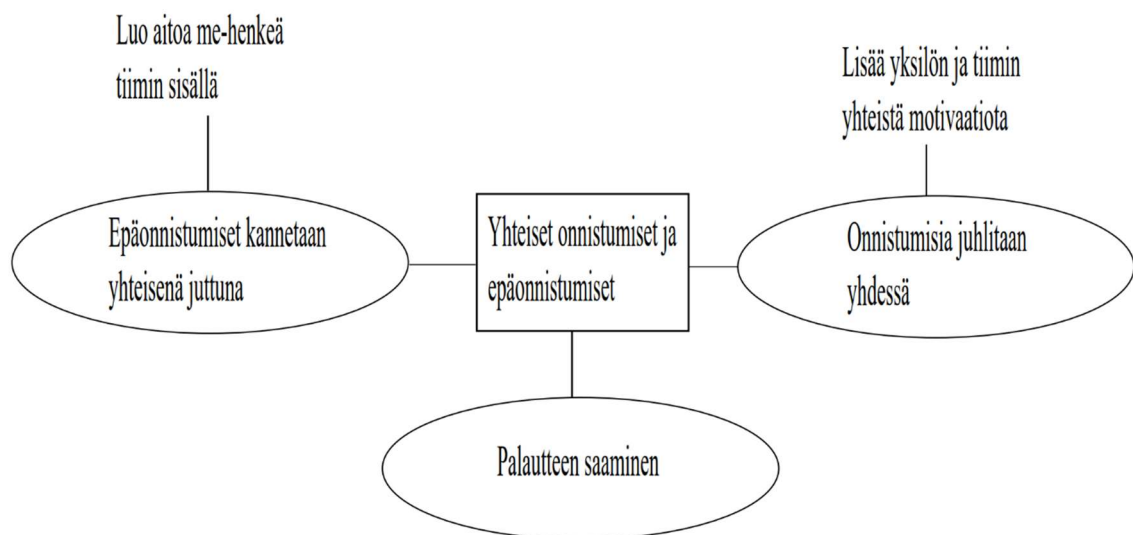 Luo aitoa me-henkeä
tiimin sisällä
Lisää yksilön ja tiimin
yhteistä motivaatiota
Epäonnistumiset kannetaan
yhteisenä juttuna
Yhteiset onnistumiset ja
epäonnistumiset
Onnistumisia juhlitaan
yhdessä
Palautteen saaminen